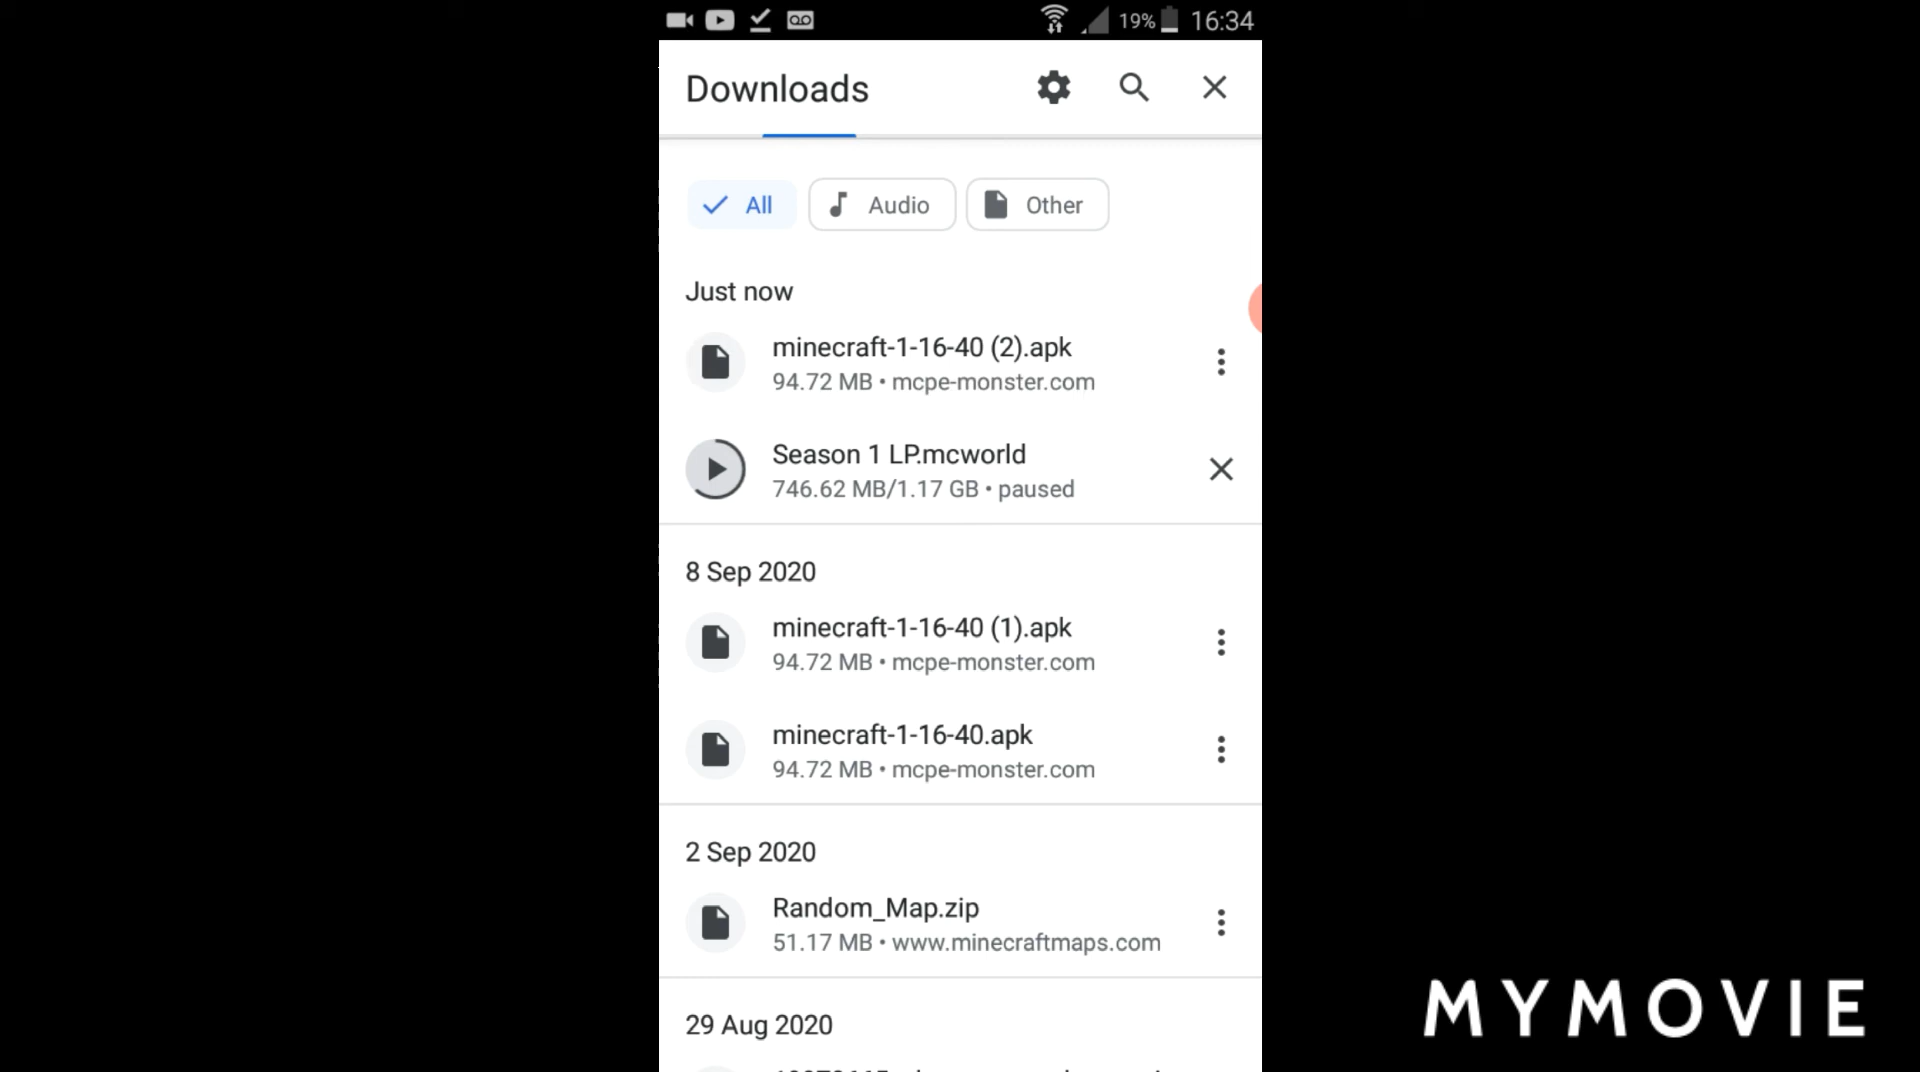 19% 16:34
Downloads
All Audio Other
Just now
minecraft-1-16-40 (2).apk
94.72 MB • mcpe-monster.com
Season 1 LP.mcworld
746.62 MB/1.17 GB • paused
8 Sep 2020
minecraft-1-16-40 (1).apk
94.72 MB • mcpe-monster.com
minecraft-1-16-40.apk
94.72 MB • mcpe-monster.com
2 Sep 2020
Random_Map.zip
51.17 MB • www.minecraftmaps.com
MYMOVIE
29 Aug 2020